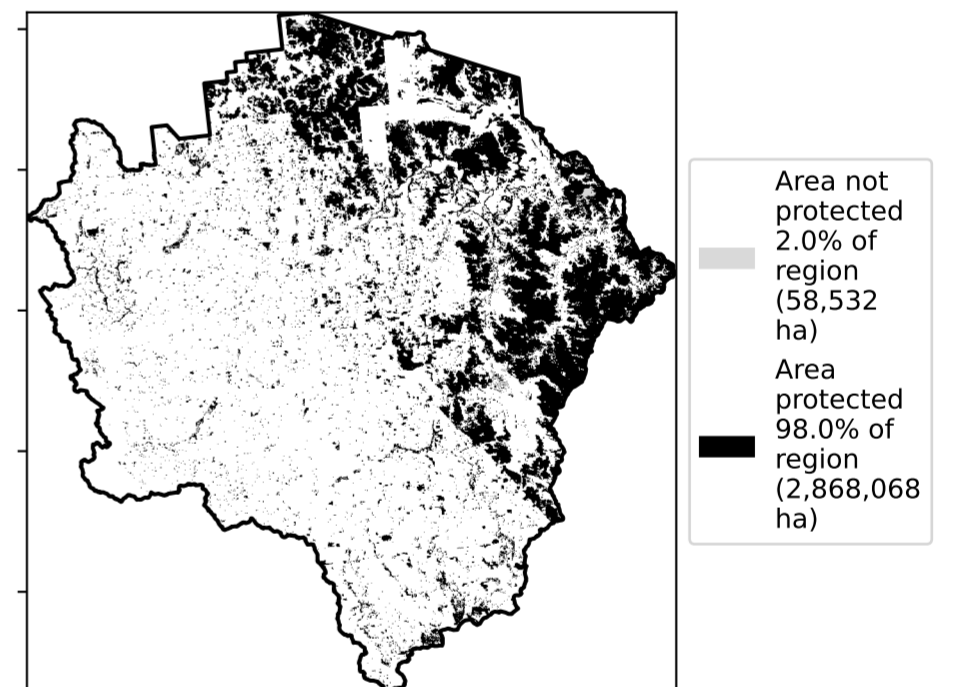 Area not
protected
2.0% of
region
(58,532
ha)
Area
protected
98.0% of
region
(2,868,068
ha)